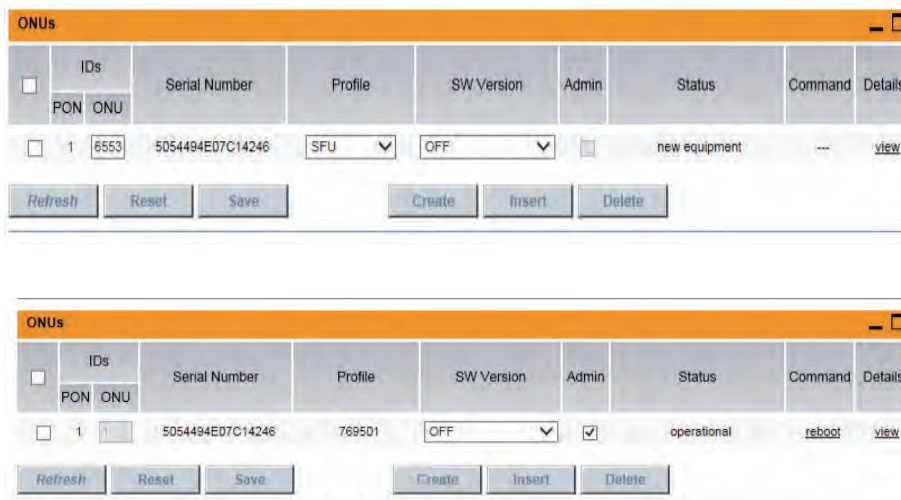 ONUs
IDs
Serial Number Profile SW Version Admin Status Command Details
PON ONU
1 6553 5054494E07C14246 SFU OFF new equipment --- view
Refresh Reset Save Create Insert Delete
ONUs
IDs
Serial Number Profile SW Version Admin Status Command Details
PON ONU
1 1 5054494E07C14246 769501 OFF operational reboot view
Refresh Reset Save Create Insert Delete